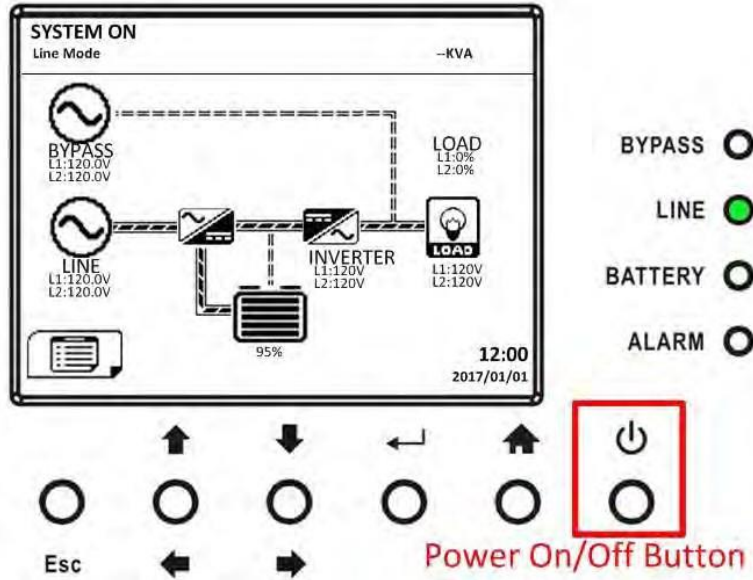 SYSTEM ON
Line Mode
--KVA
BYPASS
L1:120.0V
L2:120.0V
LOAD
L1:0%
L2:0%
LINE
L1:120.0V
L2:120.0V
INVERTER
L1:120V
L2:120V
LOAD
L1:120V
L2:120V
95%
12:00
2017/01/01
BYPASS
LINE
BATTERY
ALARM
Esc
Power On/Off Button